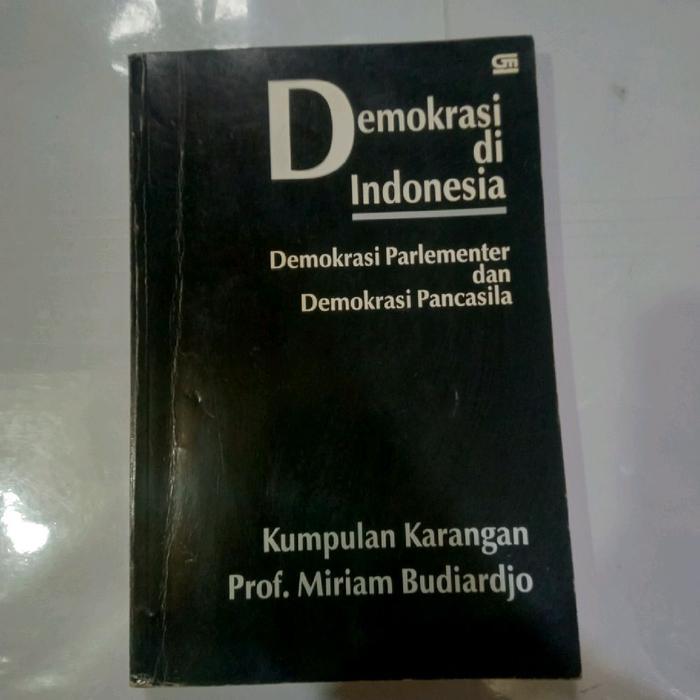 GM
Demokrasi
di
Indonesia
Demokrasi Parlementer
dan
Demokrasi Pancasila
Kumpulan Karangan
Prof. Miriam Budiardjo